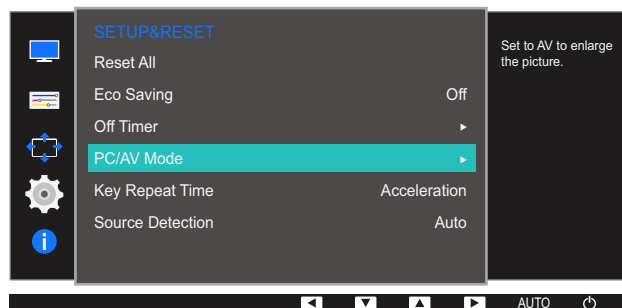 SETUP&RESET
Reset All
Eco Saving Off
Off Timer ►
PC/AV Mode ►
Key Repeat Time Acceleration
Source Detection Auto
Set to AV to enlarge
the picture.
AUTO